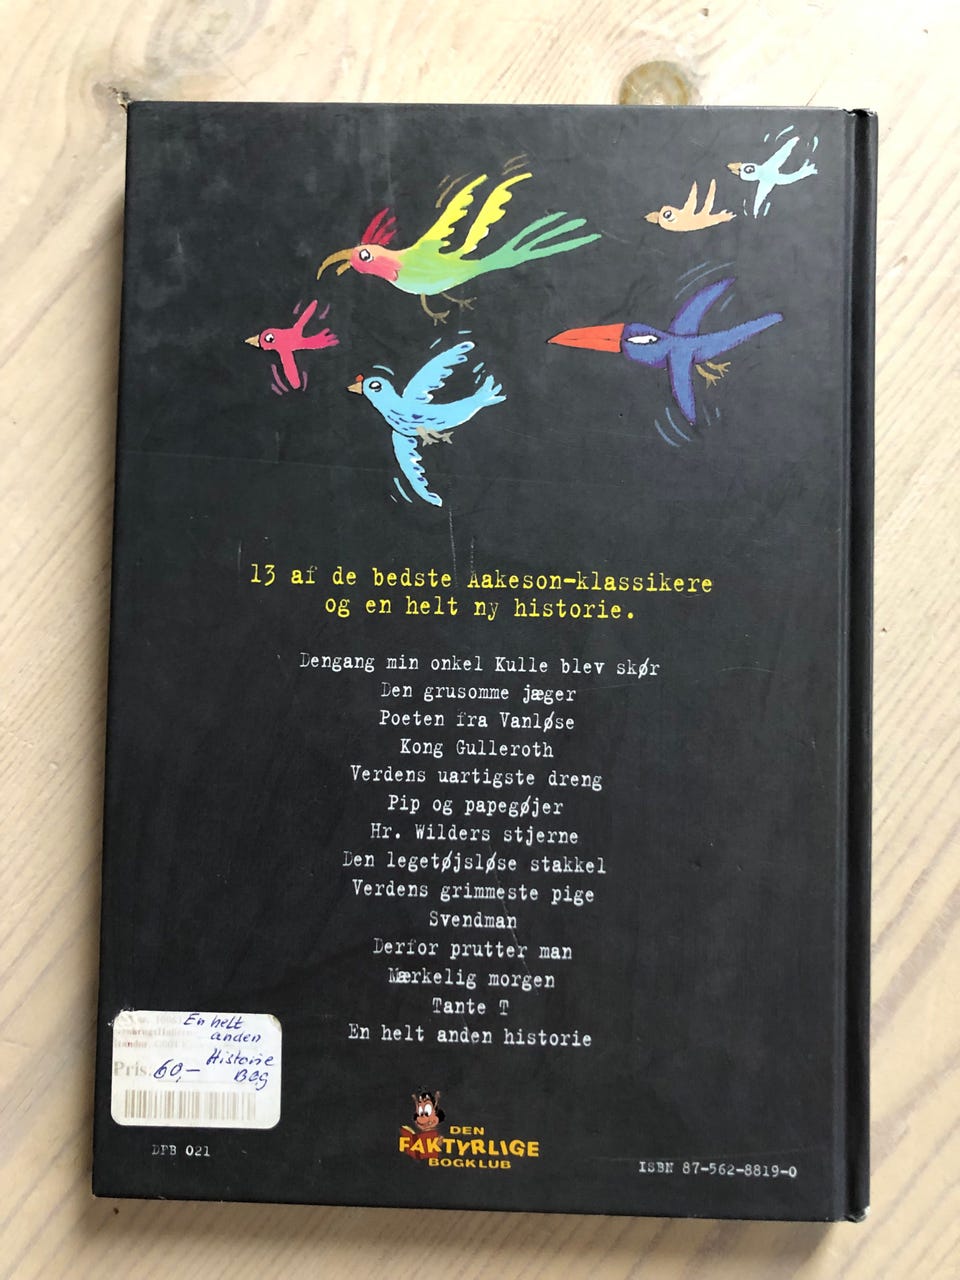 13 af de bedste Aakeson-klassikere
og en helt ny historie.
Dengang min onkel Kulle blev skør
Den grusomme jæger
Poeten fra Vanløse
Kong Gulleroth
Verdens uartigste dreng
Pip og papegøjer
Hr. Wilders stjerne
Den legetøjsløse stakkel
Verdens grimmeste pige
Svendman
Derfor prutter man
Mærkelig morgen
Tante T
En helt anden historie
En helt
anden
Historie
Pris. 60,- Bog
DFB 021
DEN
FAKTYRLIGE
BOGKLUB
ISBN 87-562-8819-0